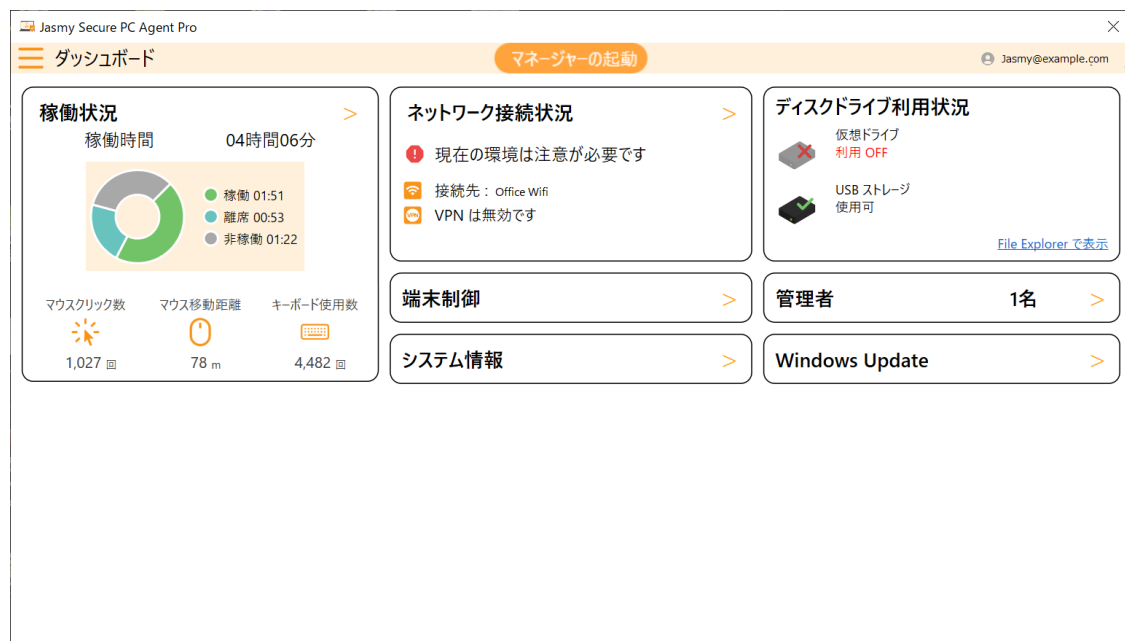 Jasmy Secure PC Agent Pro
ダッシュボード
マネージャーの起動
Jasmy@example.com
稼働状況 >
稼働時間 04時間06分
稼働 01:51
離席 00:53
非稼働 01:22
マウスクリック数 マウス移動距離 キーボード使用数
1,027 回 78 m 4,482 回
ネットワーク接続状況 >
現在の環境は注意が必要です
接続先： Office Wifi
VPN VPN は無効です
ディスクドライブ利用状況
仮想ドライブ
利用 OFF
USB ストレージ
使用可
File Explorer で表示
端末制御 >
管理者 1名 >
システム情報 >
Windows Update >